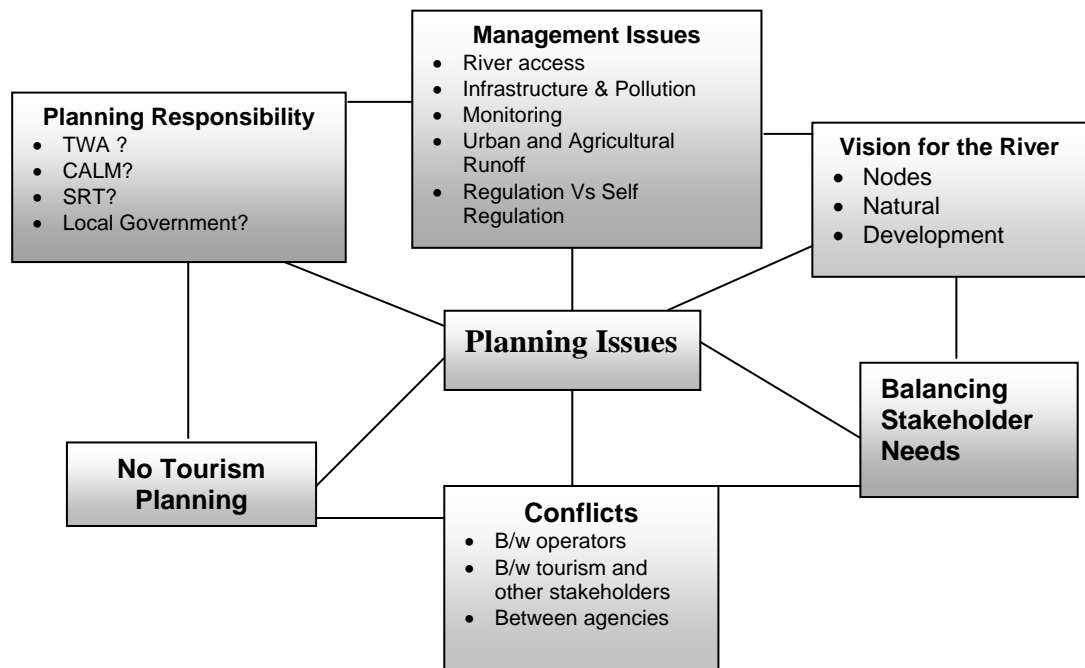 Management Issues
• River access
• Infrastructure & Pollution
• Monitoring
• Urban and Agricultural
Runoff
• Regulation Vs Self
Regulation
Planning Responsibility
• TWA ?
• CALM?
• SRT?
• Local Government?
Vision for the River
• Nodes
• Natural
• Development
Planning Issues
Balancing
Stakeholder
Needs
No Tourism
Planning
Conflicts
• B/w operators
• B/w tourism and
other stakeholders
• Between agencies